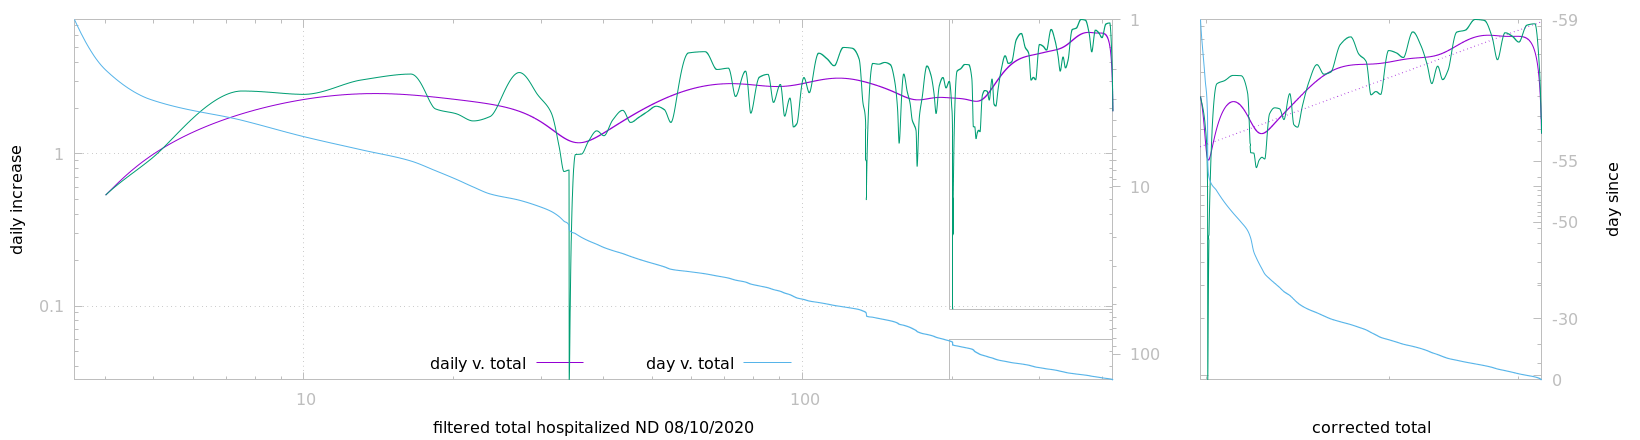 daily increase
1
0.1
10
100
1
10
100
daily v. total
day v. total
filtered total hospitalized ND 08/10/2020
-59
-55
-50
-30
0
day since
corrected total